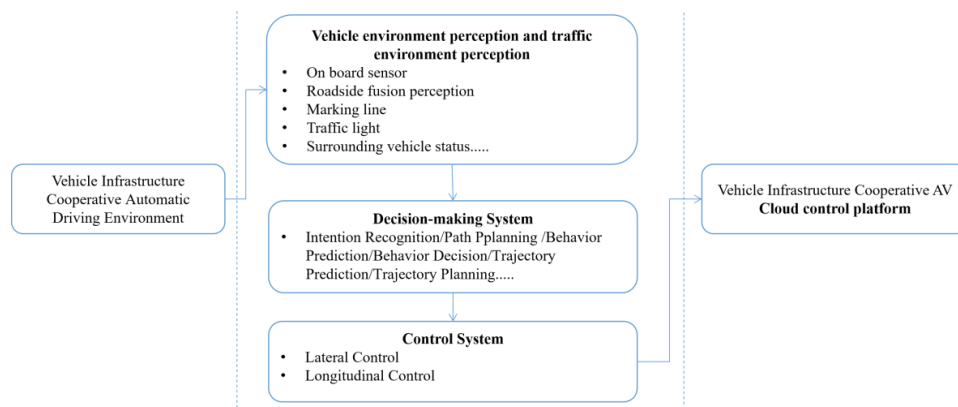 Vehicle Infrastructure
Cooperative Automatic
Driving Environment
Vehicle environment perception and traffic
environment perception
• On board sensor
• Roadside fusion perception
• Marking line
• Traffic light
• Surrounding vehicle status.....
Decision-making System
• Intention Recognition/Path Pplanning /Behavior
Prediction/Behavior Decision/Trajectory
Prediction/Trajectory Planning.....
Control System
• Lateral Control
• Longitudinal Control
Vehicle Infrastructure Cooperative AV
Cloud control platform